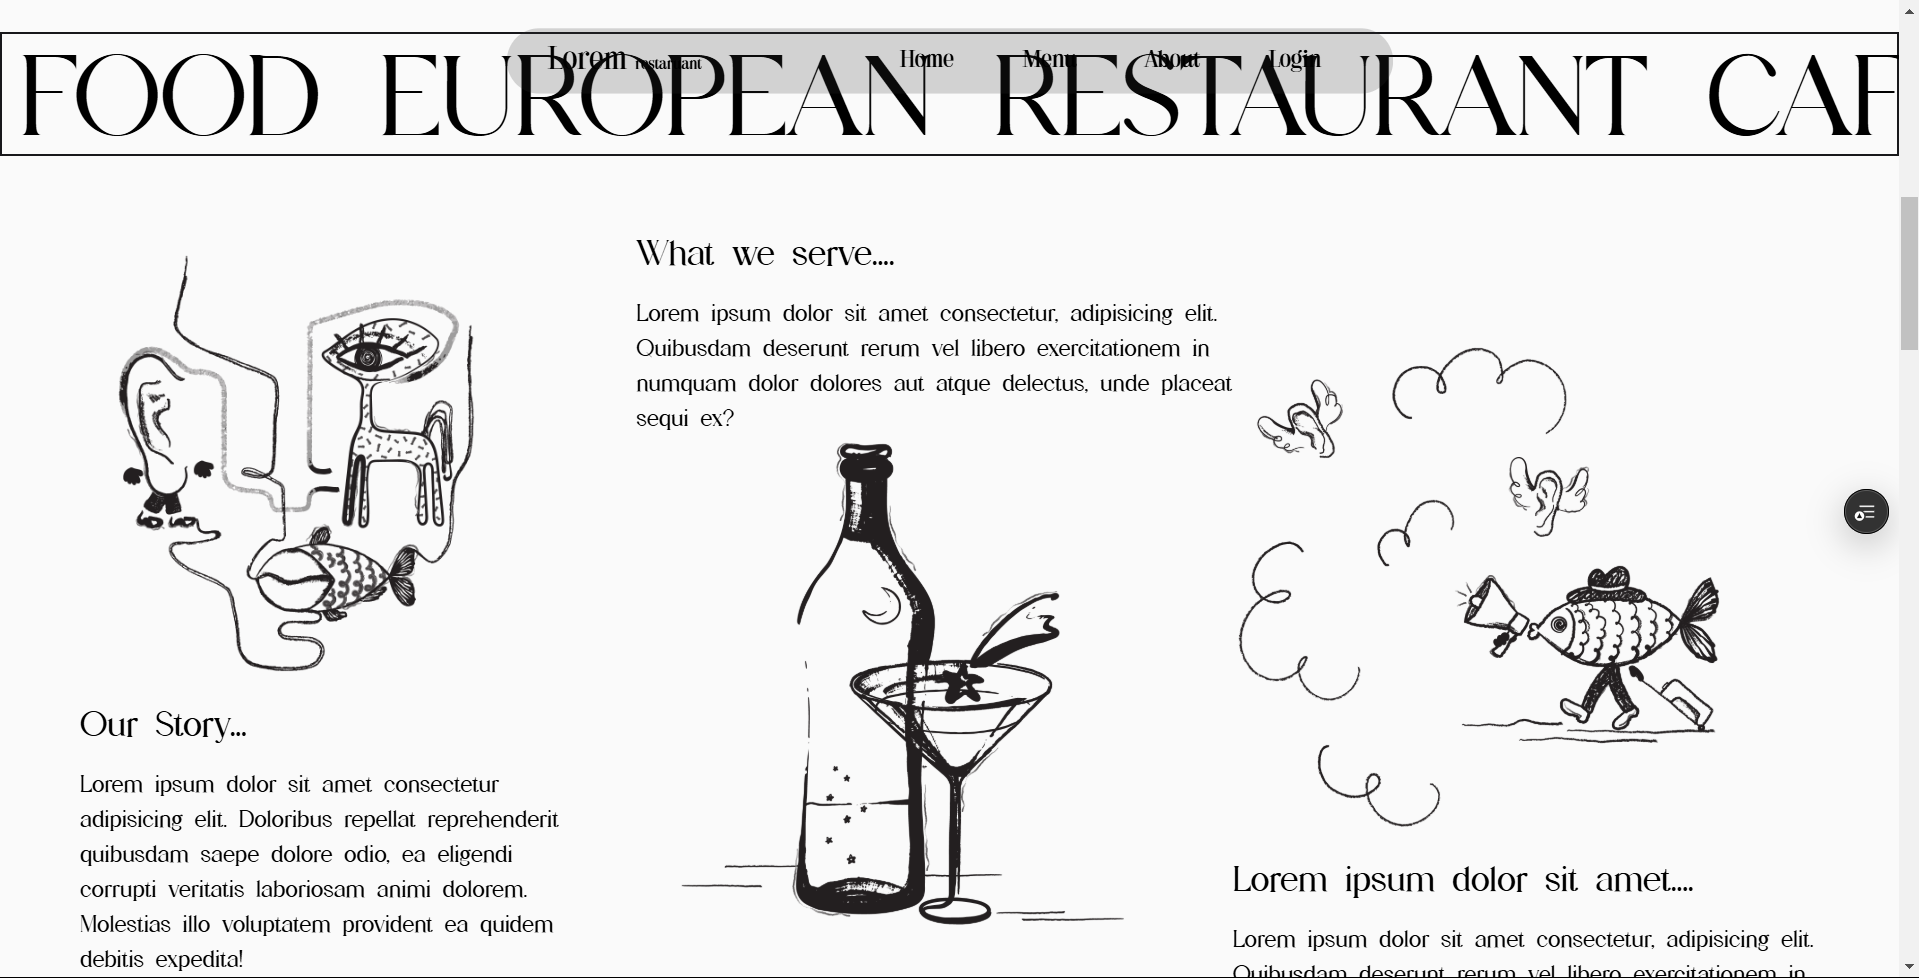 Lorem restaurant Home Menu About Login
FOOD EUROPEAN RESTAURANT CAF
What we serve....
Lorem ipsum dolor sit amet consectetur, adipisicing elit.
Quibusdam deserunt rerum vel libero exercitationem in
numquam dolor dolores aut atque delectus, unde placeat
sequi ex?
Our Story...
Lorem ipsum dolor sit amet consectetur
adipisicing elit. Doloribus repellat reprehenderit
quibusdam saepe dolore odio, ea eligendi
corrupti veritatis laboriosam animi dolorem.
Molestias illo voluptatem provident ea quidem
debitis expedita!
Lorem ipsum dolor sit amet....
Lorem ipsum dolor sit amet consectetur, adipisicing elit.
Quibusdam deserunt rerum vel libero exercitationem in